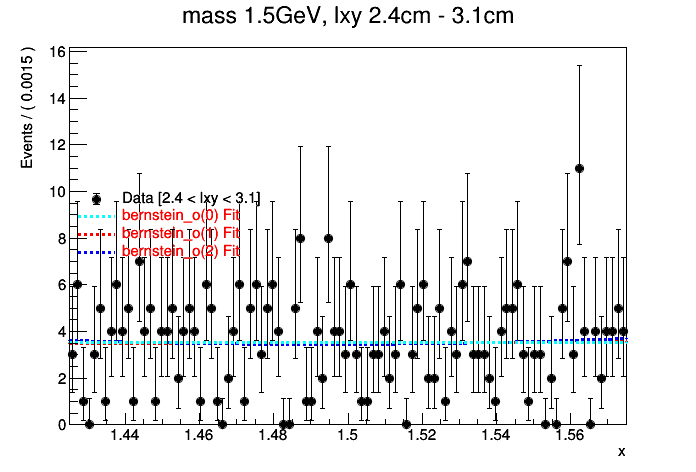 mass 1.5GeV, lxy 2.4cm - 3.1cm
Events / ( 0.0015 )
16
14
12
10
8
6
4
2
0
Data [2.4 < lxy < 3.1]
bernstein_o(0) Fit
bernstein_o(1) Fit
bernstein_o(2) Fit
1.44 1.46 1.48 1.5 1.52 1.54 1.56
x